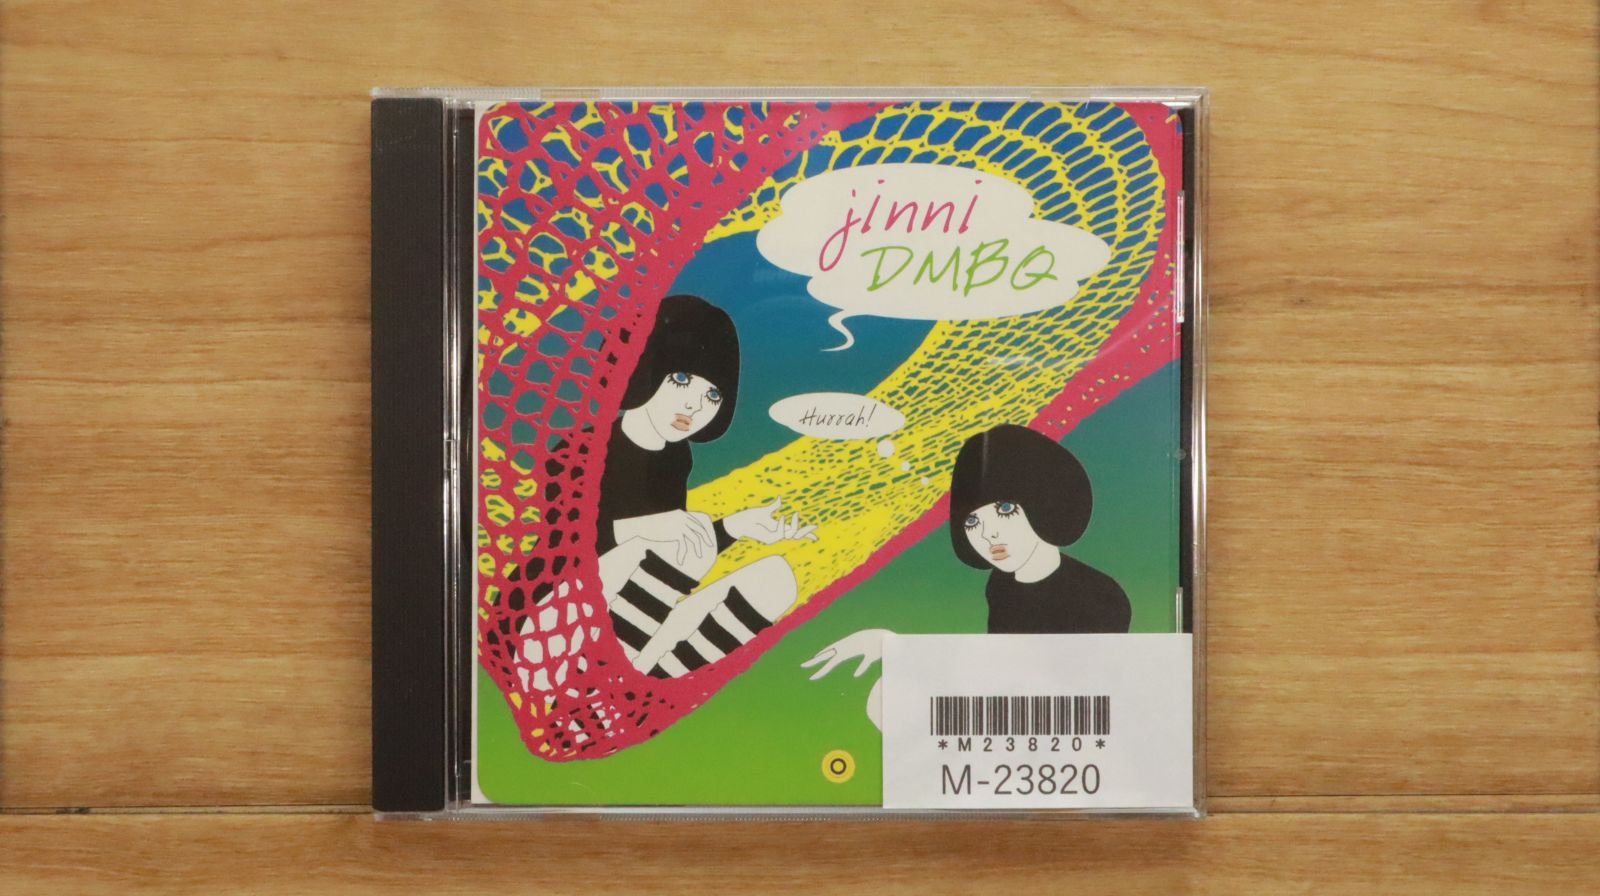 jinni
DMBQ
Hurrah!
*M23820*
M-23820